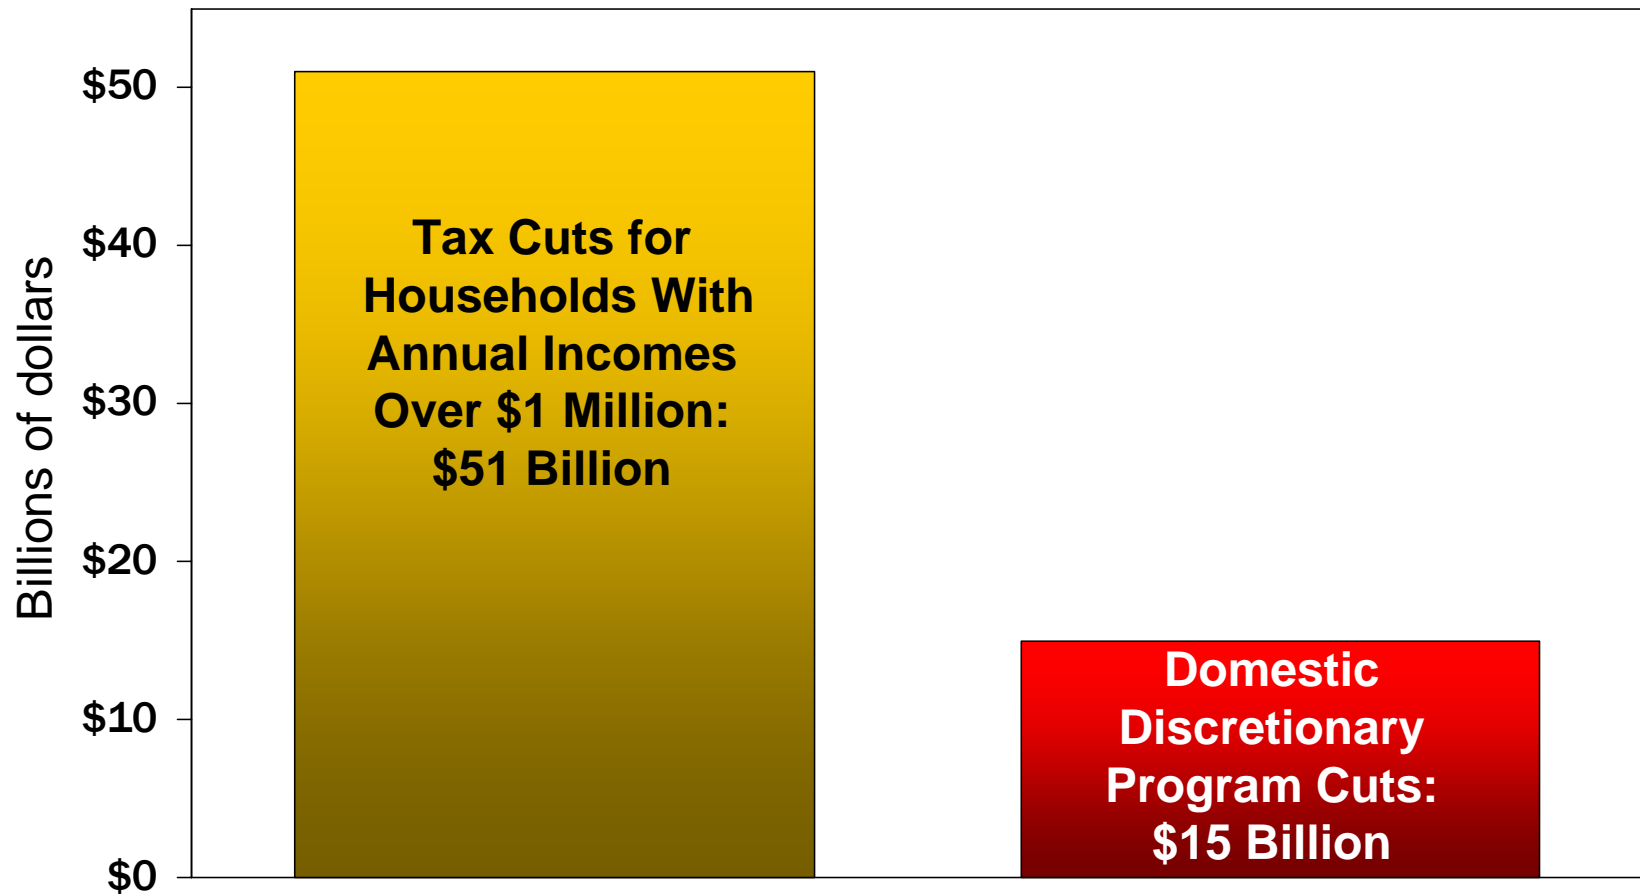 Billions of dollars
$50
$40
$30
$20
$10
$0
Tax Cuts for
Households With
Annual Incomes
Over $1 Million:
$51 Billion
Domestic
Discretionary
Program Cuts:
$15 Billion